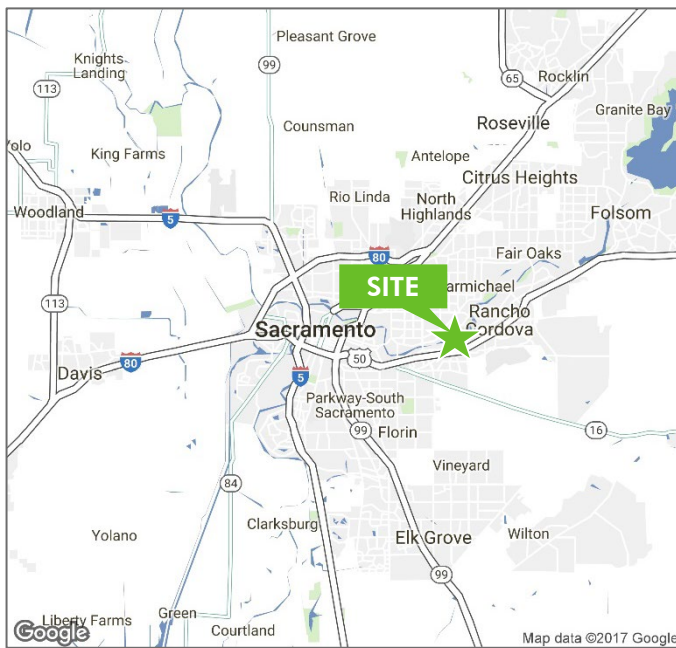 Pleasant Grove
Knights
Landing
99
113
65
Rocklin
Granite Bay
Counsman
Roseville
Yolo
King Farms
Antelope
Citrus Heights
Rio Linda
North
Highlands
Woodland
5
Folsom
80
Fair Oaks
SITE
armichael
113
Rancho
Cordova
Sacramento
80
50
Davis
5
Parkway-South
Sacramento
16
99
Florin
Vineyard
84
Clarksburg
Yolano
Elk Grove
Wilton
99
Liberty Farms
Green
Courtland
Google
Map data ©2017 Google